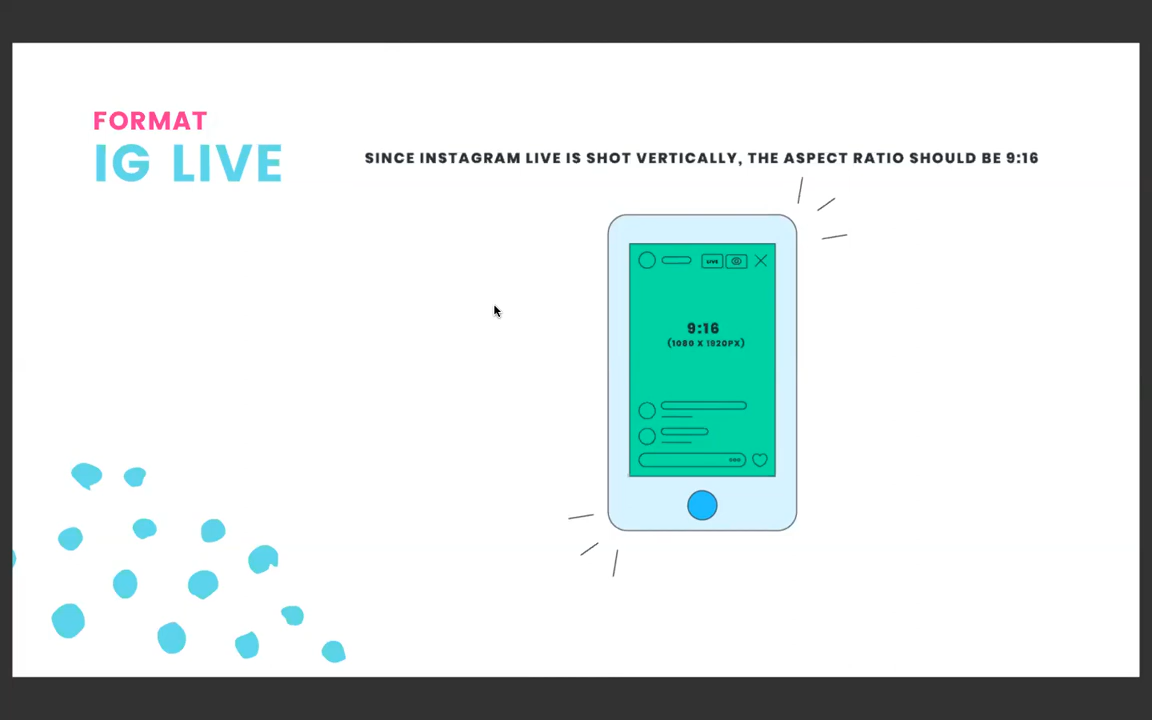 FORMAT
IG LIVE
SINCE INSTAGRAM LIVE IS SHOT VERTICALLY, THE ASPECT RATIO SHOULD BE 9:16
LIVE
9:16
(1080 X 1920PX)